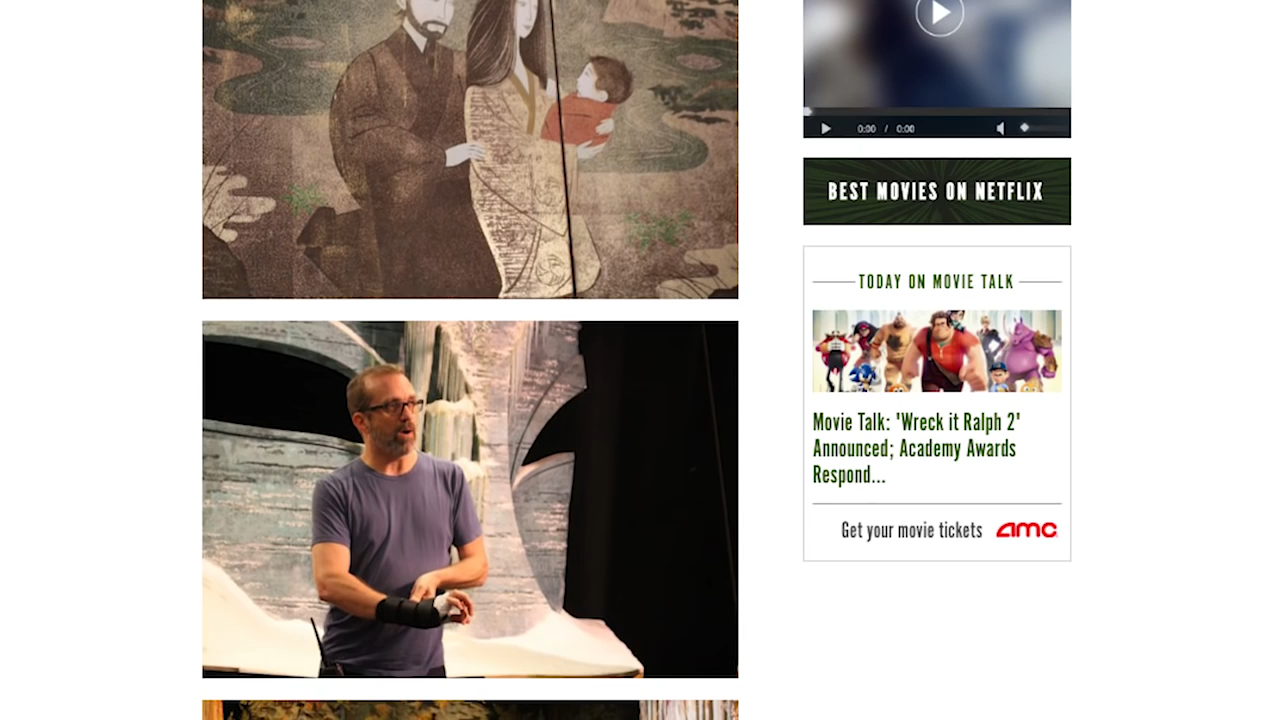 0:00 / 0:00
BEST MOVIES ON NETFLIX
TODAY ON MOVIE TALK
Movie Talk: 'Wreck it Ralph 2'
Announced; Academy Awards
Respond...
Get your movie tickets amc